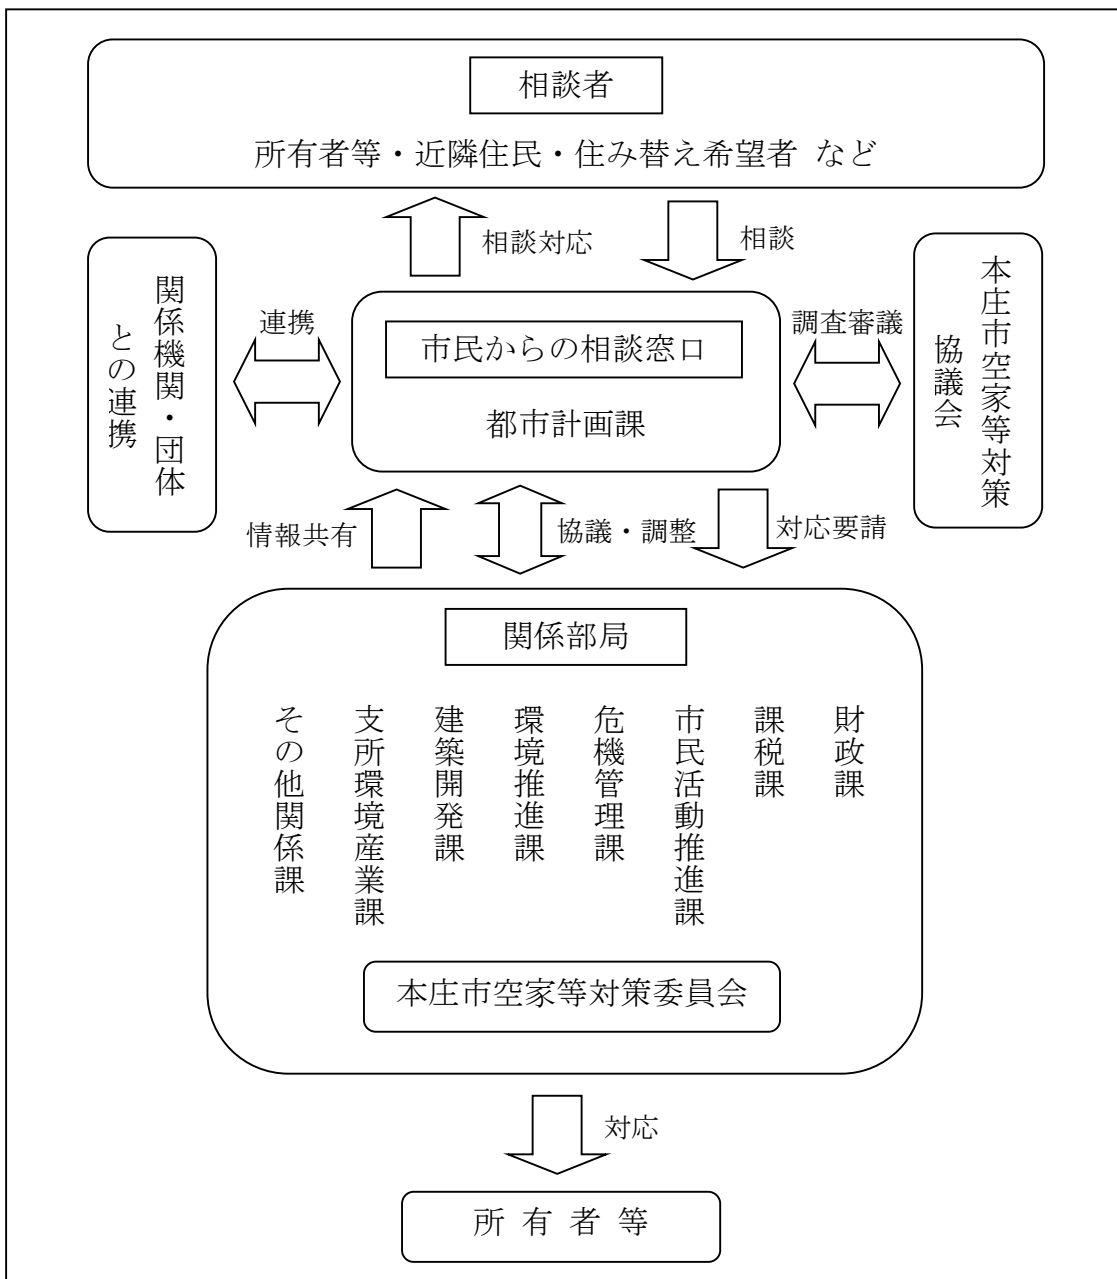 相談者
所有者等・近隣住民・住み替え希望者 など
相談対応
相談
関係機関・団体
との連携
連携
市民からの相談窓口
都市計画課
調査審議
本庄市空家等対策
協議会
情報共有
協議・調整
対応要請
関係部局
財政課
課税課
市民活動推進課
危機管理課
環境推進課
建築開発課
支所環境産業課
その他関係課
本庄市空家等対策委員会
対応
所 有 者 等